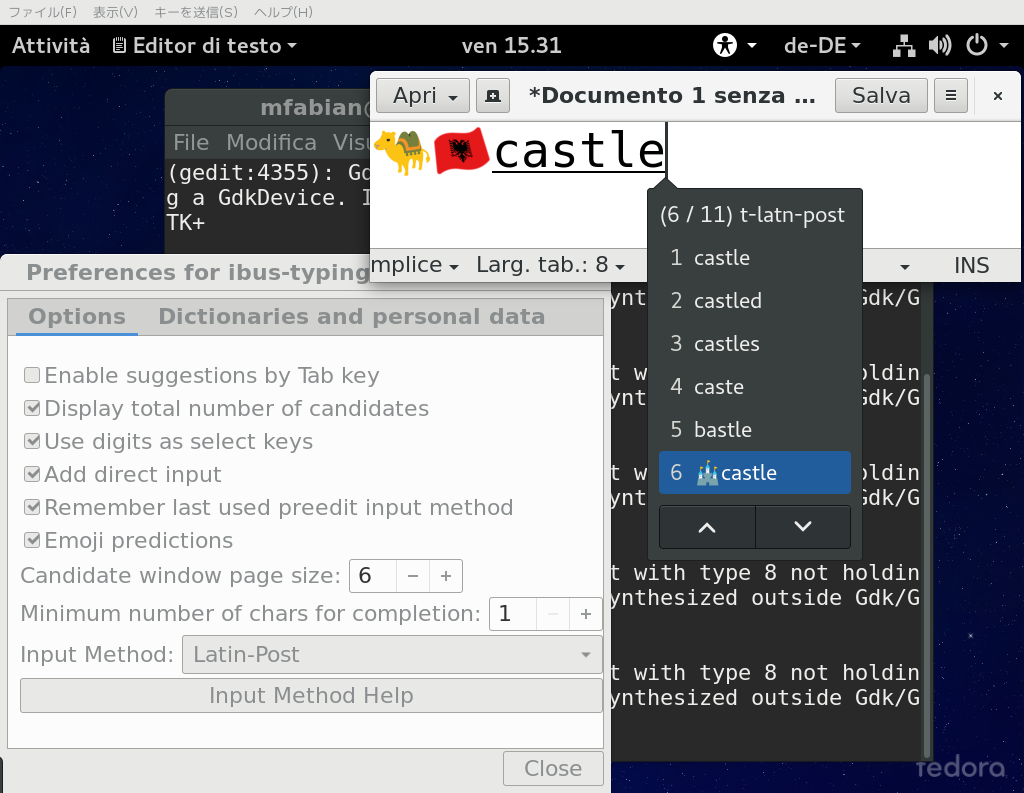 ファイル(F) 表示(V) キーを送信(S) ヘルプ(H)
Attività Editor di testo ven 15.31 de-DE
mfabian@
File Modifica Visu
(gedit:4355): Gd
g a GdkDevice. I
TK+
Apri *Documento 1 senza … Salva
🐫🇦🇱castle
mplice Larg. tab.: 8 INS
(6 / 11) t-latn-post
1 castle
2 castled
3 castles
4 caste
5 bastle
6 🏰castle
Preferences for ibus-typing
Options Dictionaries and personal data
Enable suggestions by Tab key
Display total number of candidates
Use digits as select keys
Add direct input
Remember last used preedit input method
Emoji predictions
Candidate window page size: 6 − +
Minimum number of chars for completion: 1 − +
Input Method: Latin-Post
Input Method Help
Close
ynt Gdk/G
t w oldin
ynt Gdk/G
t w oldin
ynt Gdk/G
t with type 8 not holdin
ynthesized outside Gdk/G
t with type 8 not holdin
ynthesized outside Gdk/G
fedora